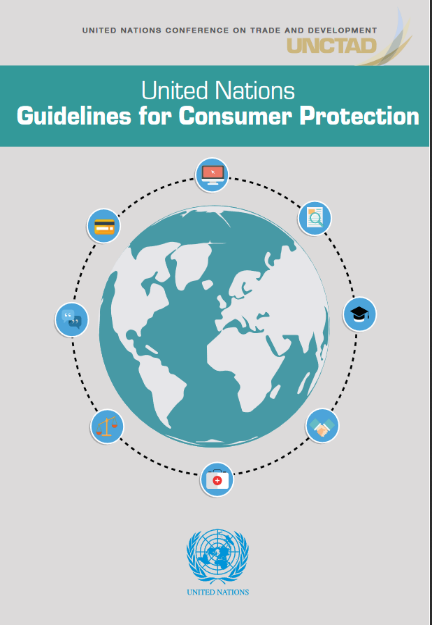 UNITED NATIONS CONFERENCE ON TRADE AND DEVELOPMENT
UNCTAD
United Nations
Guidelines for Consumer Protection
UNITED NATIONS